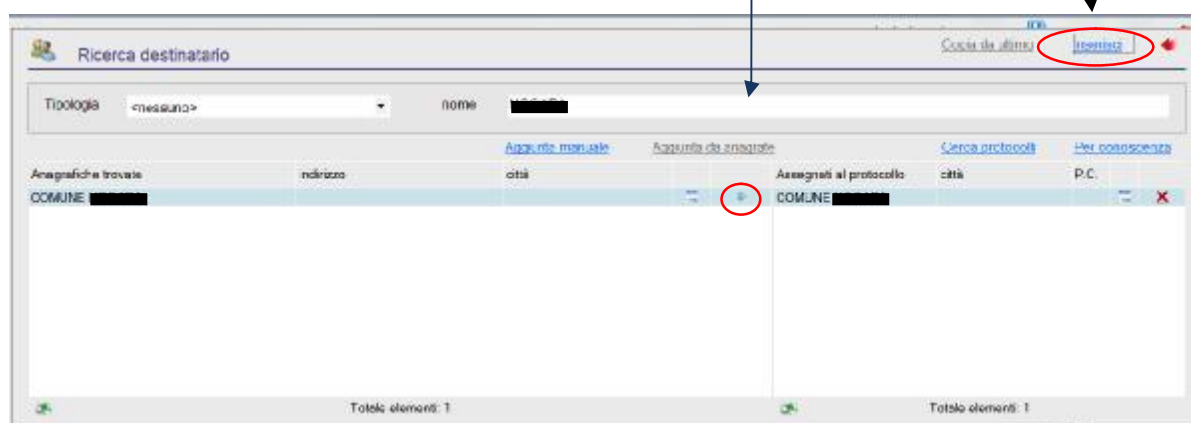 Ricerca destinatario Copia da ultimo Inserisci
Tipologia <nessuno> nome
Aggiunta manuale Aggiunta da anagrafe Cerca protocolli Per conoscenza
Anagrafiche trovate indirizzo città Assegnati al protocollo città P.C.
COMUNE COMUNE
Totale elementi: 1 Totale elementi: 1